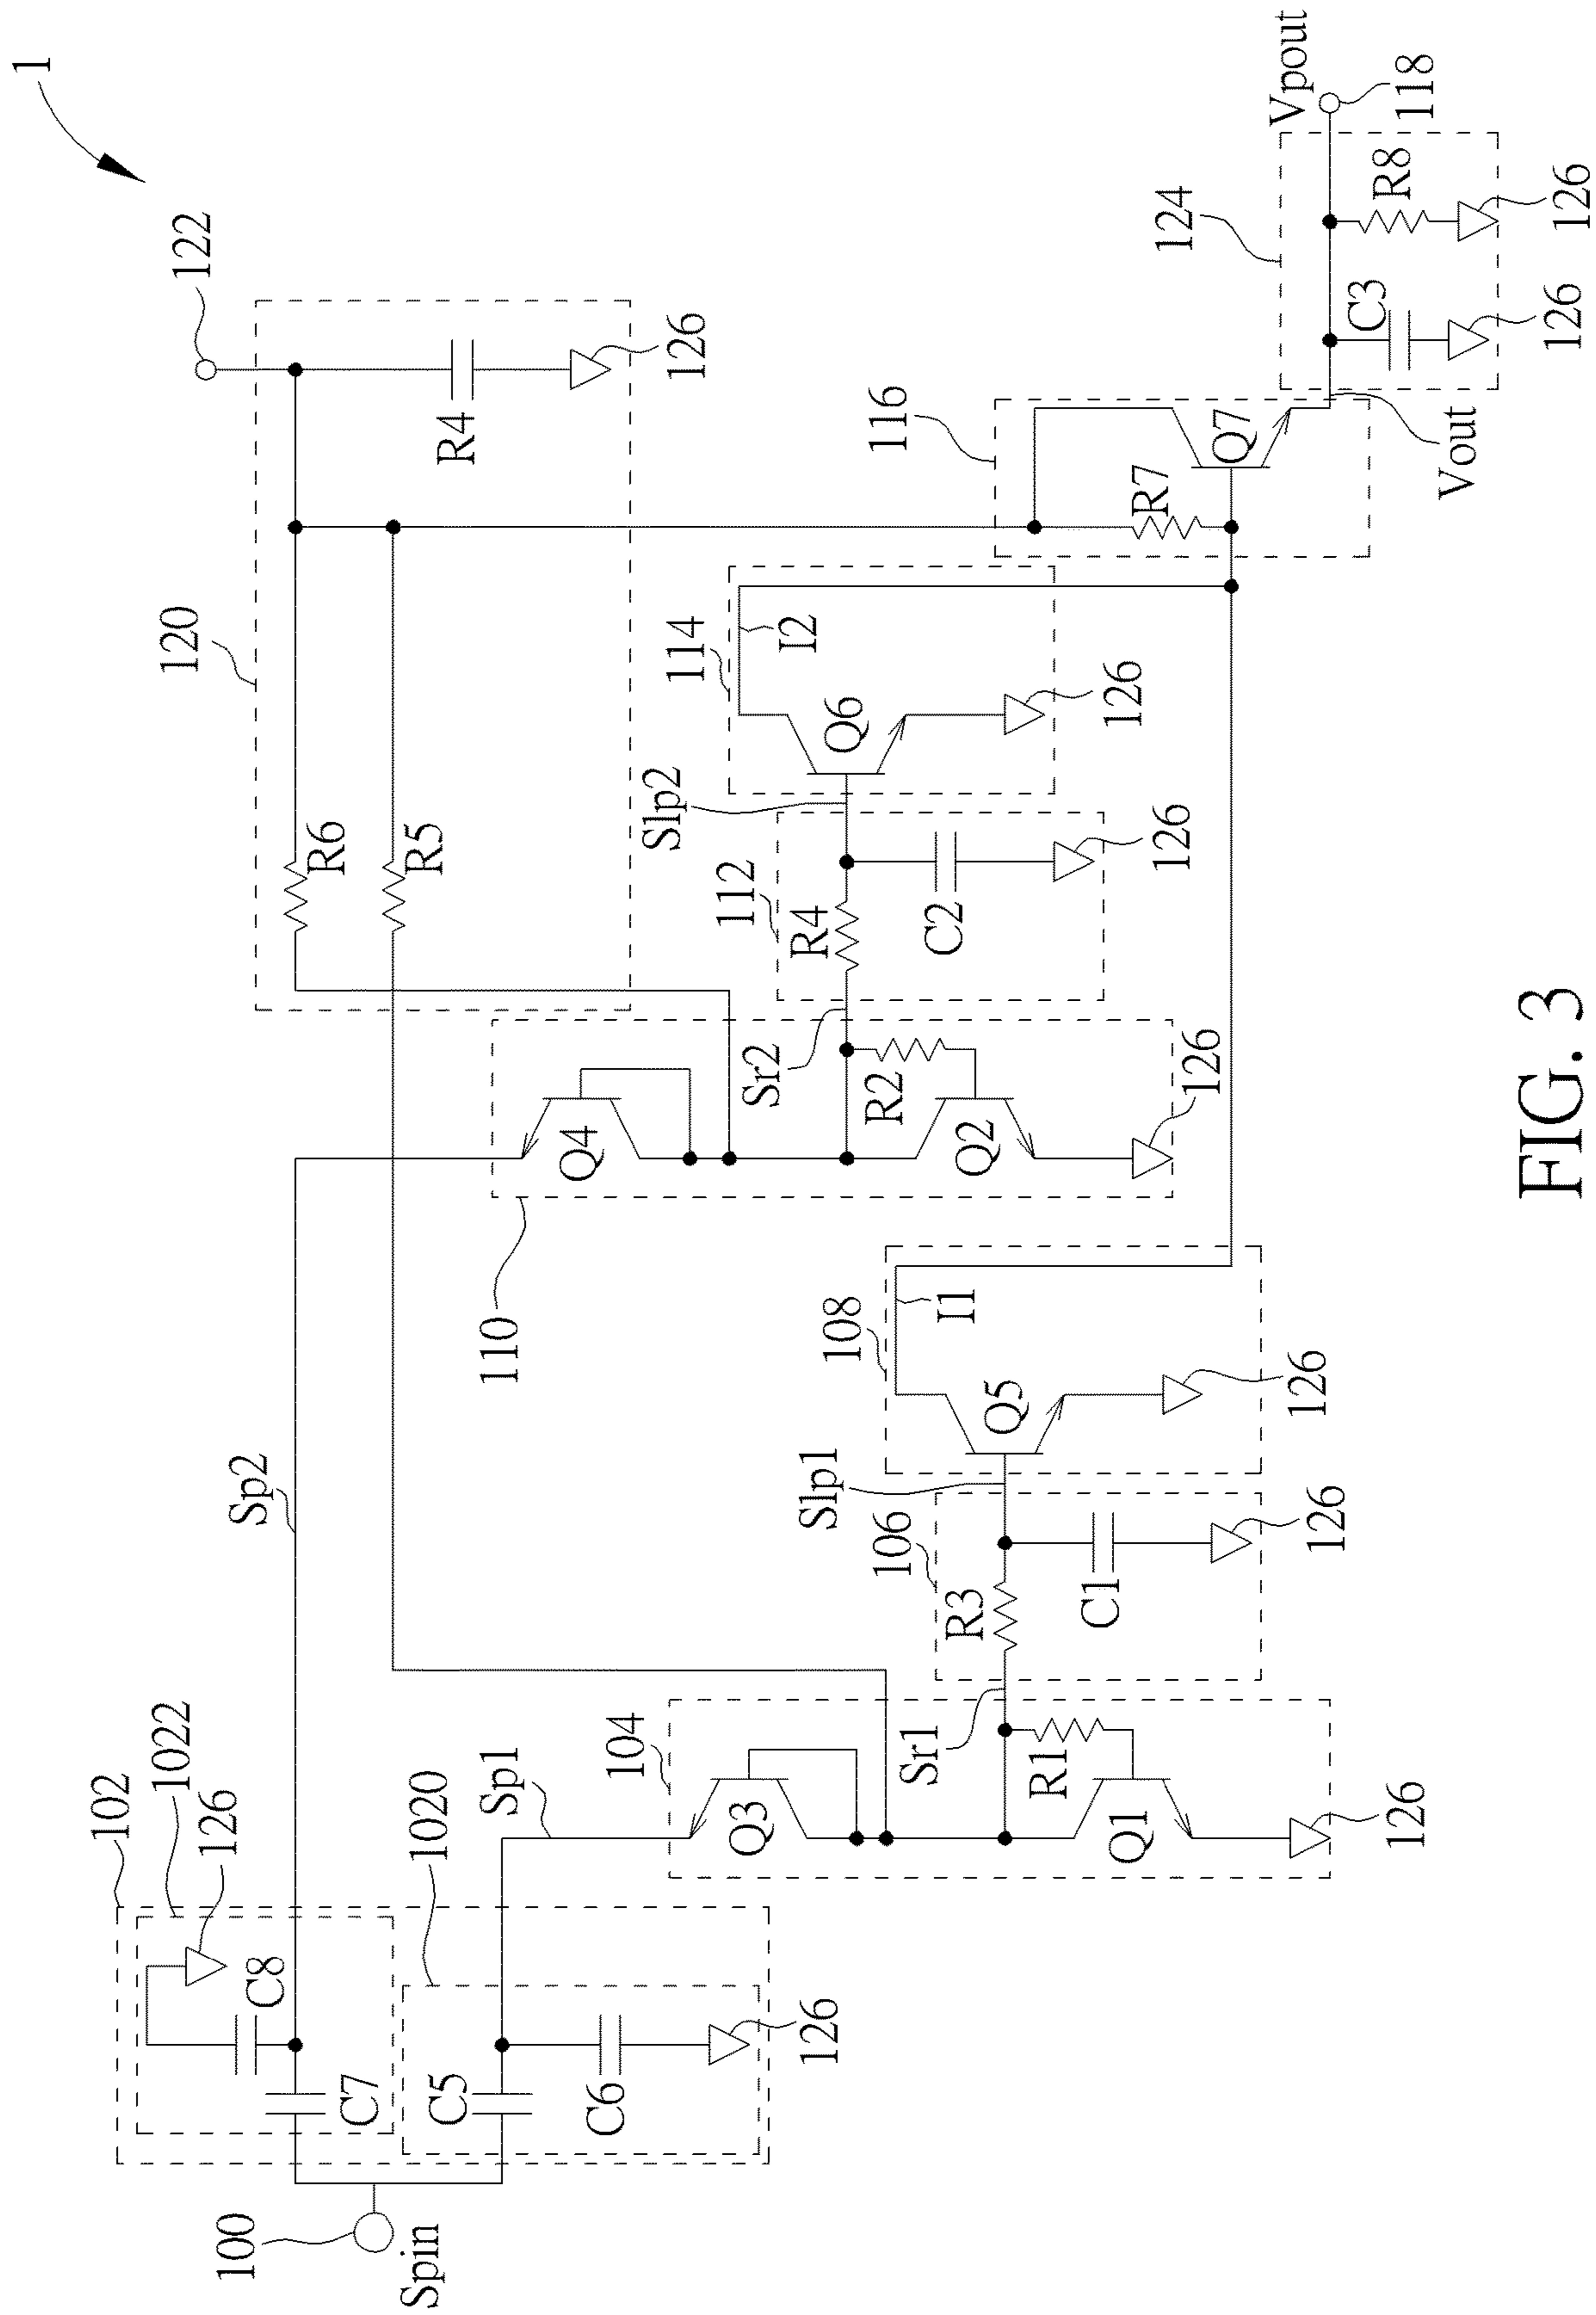 1
122
120
R4
126
R6
R5
116
R7
Q7
Vout
124
Vpout
118
C3
R8
126
126
114
I2
Q6
126
Slp2
112
R4
C2
126
Sr2
Q4
R2
Q2
126
110
108
I1
Q5
126
Slp1
106
R3
C1
126
Sr1
104
Q3
R1
Q1
126
Sp2
Sp1
102
1022
126
C8
C7
1020
C5
C6
126
100
Spin
FIG. 3